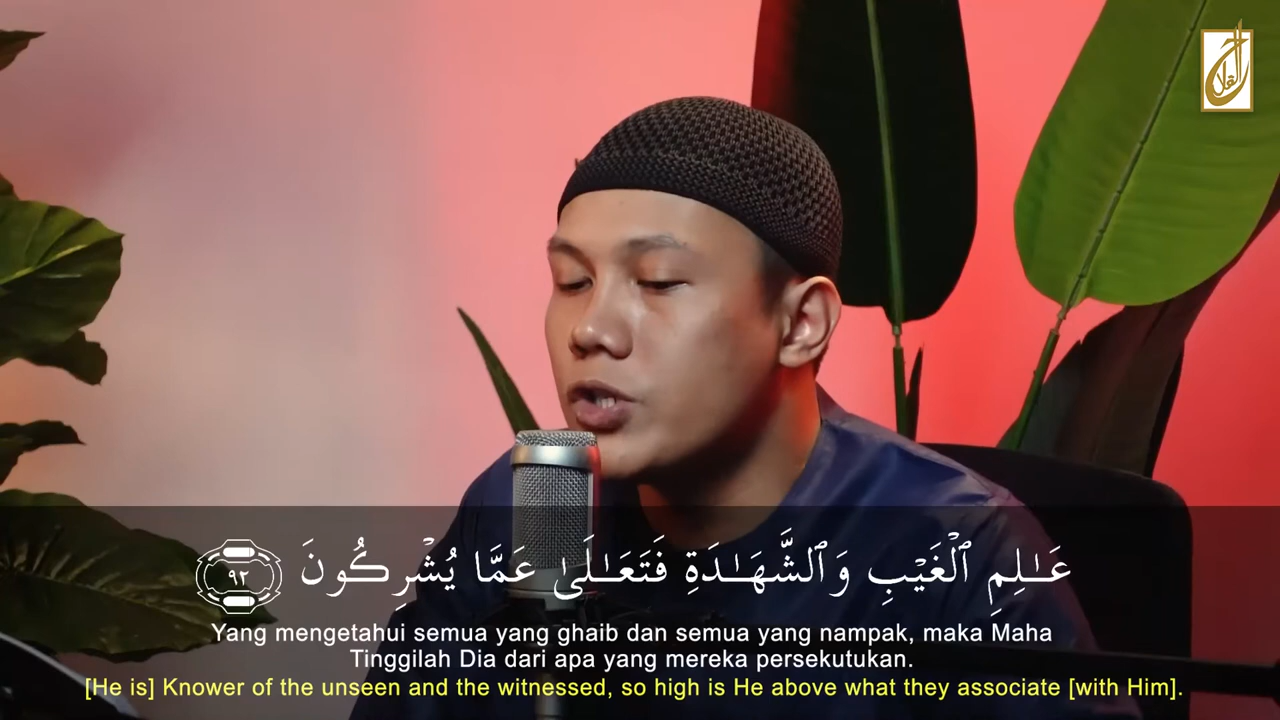 عَـٰلِمِ ٱلْغَيْبِ وَٱلشَّهَـٰدَةِ فَتَعَـٰلَىٰ عَمَّا يُشْرِكُونَ ٩٢
Yang mengetahui semua yang ghaib dan semua yang nampak, maka Maha
Tinggilah Dia dari apa yang mereka persekutukan.
[He is] Knower of the unseen and the witnessed, so high is He above what they associate [with Him].